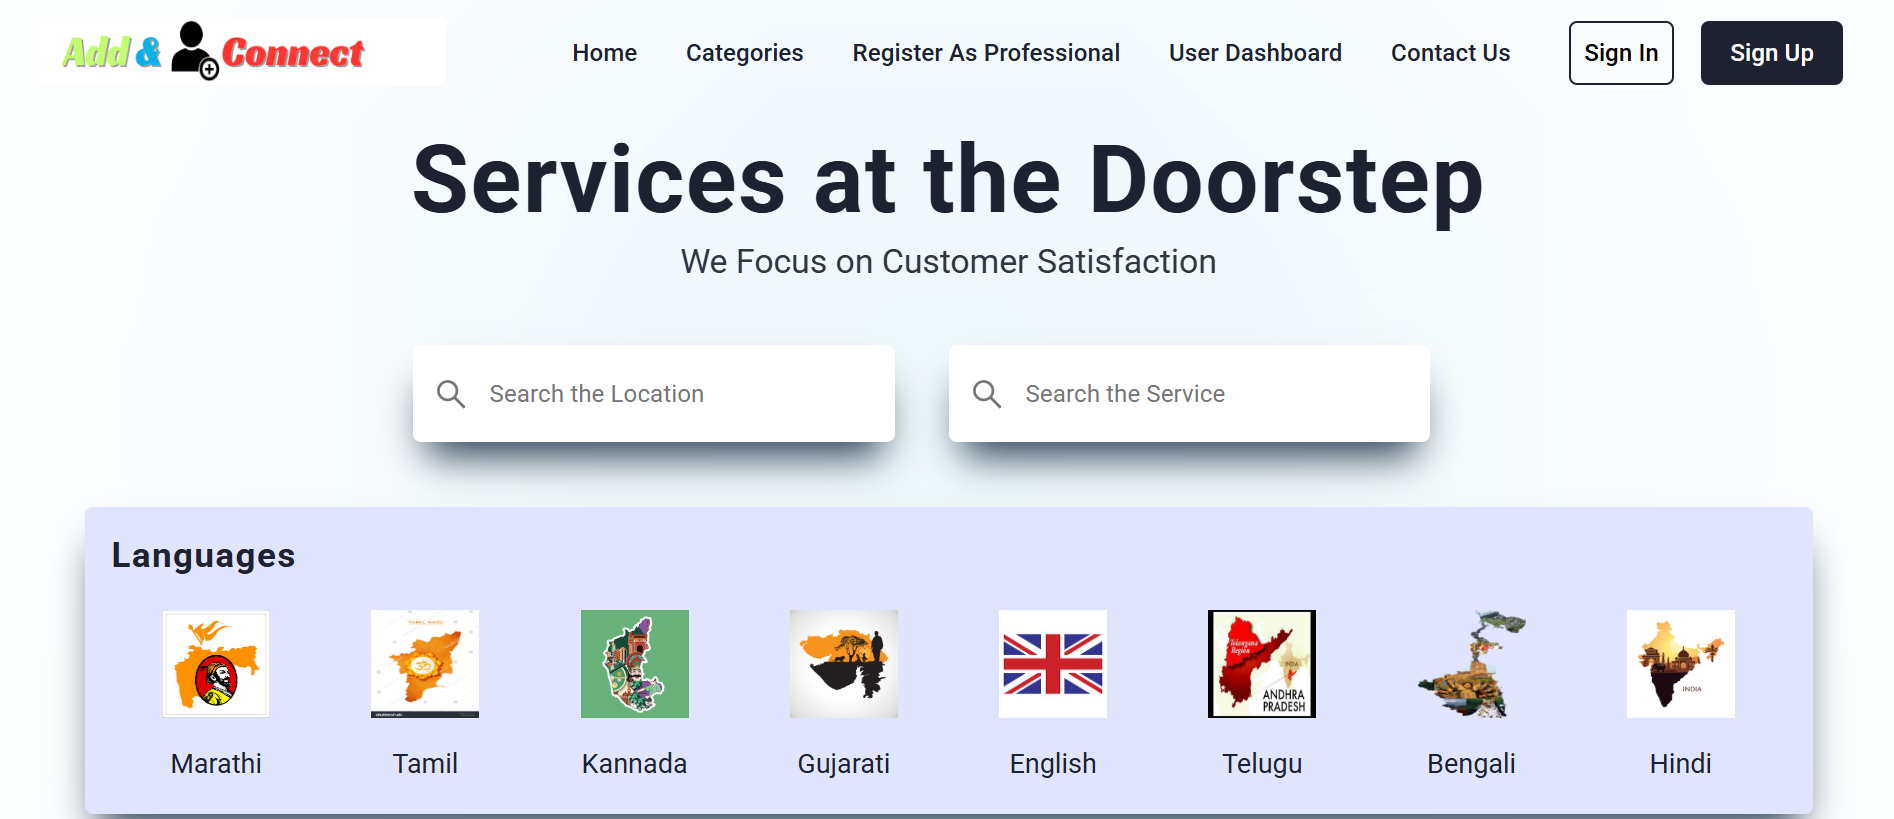 Add & Connect
Home Categories Register As Professional User Dashboard Contact Us Sign In Sign Up
Services at the Doorstep
We Focus on Customer Satisfaction
Search the Location Search the Service
Languages
TAMIL NADU
shutterstock
Telangana
Region
INDIA
ANDHRA
PRADESH
INDIA
Marathi Tamil Kannada Gujarati English Telugu Bengali Hindi